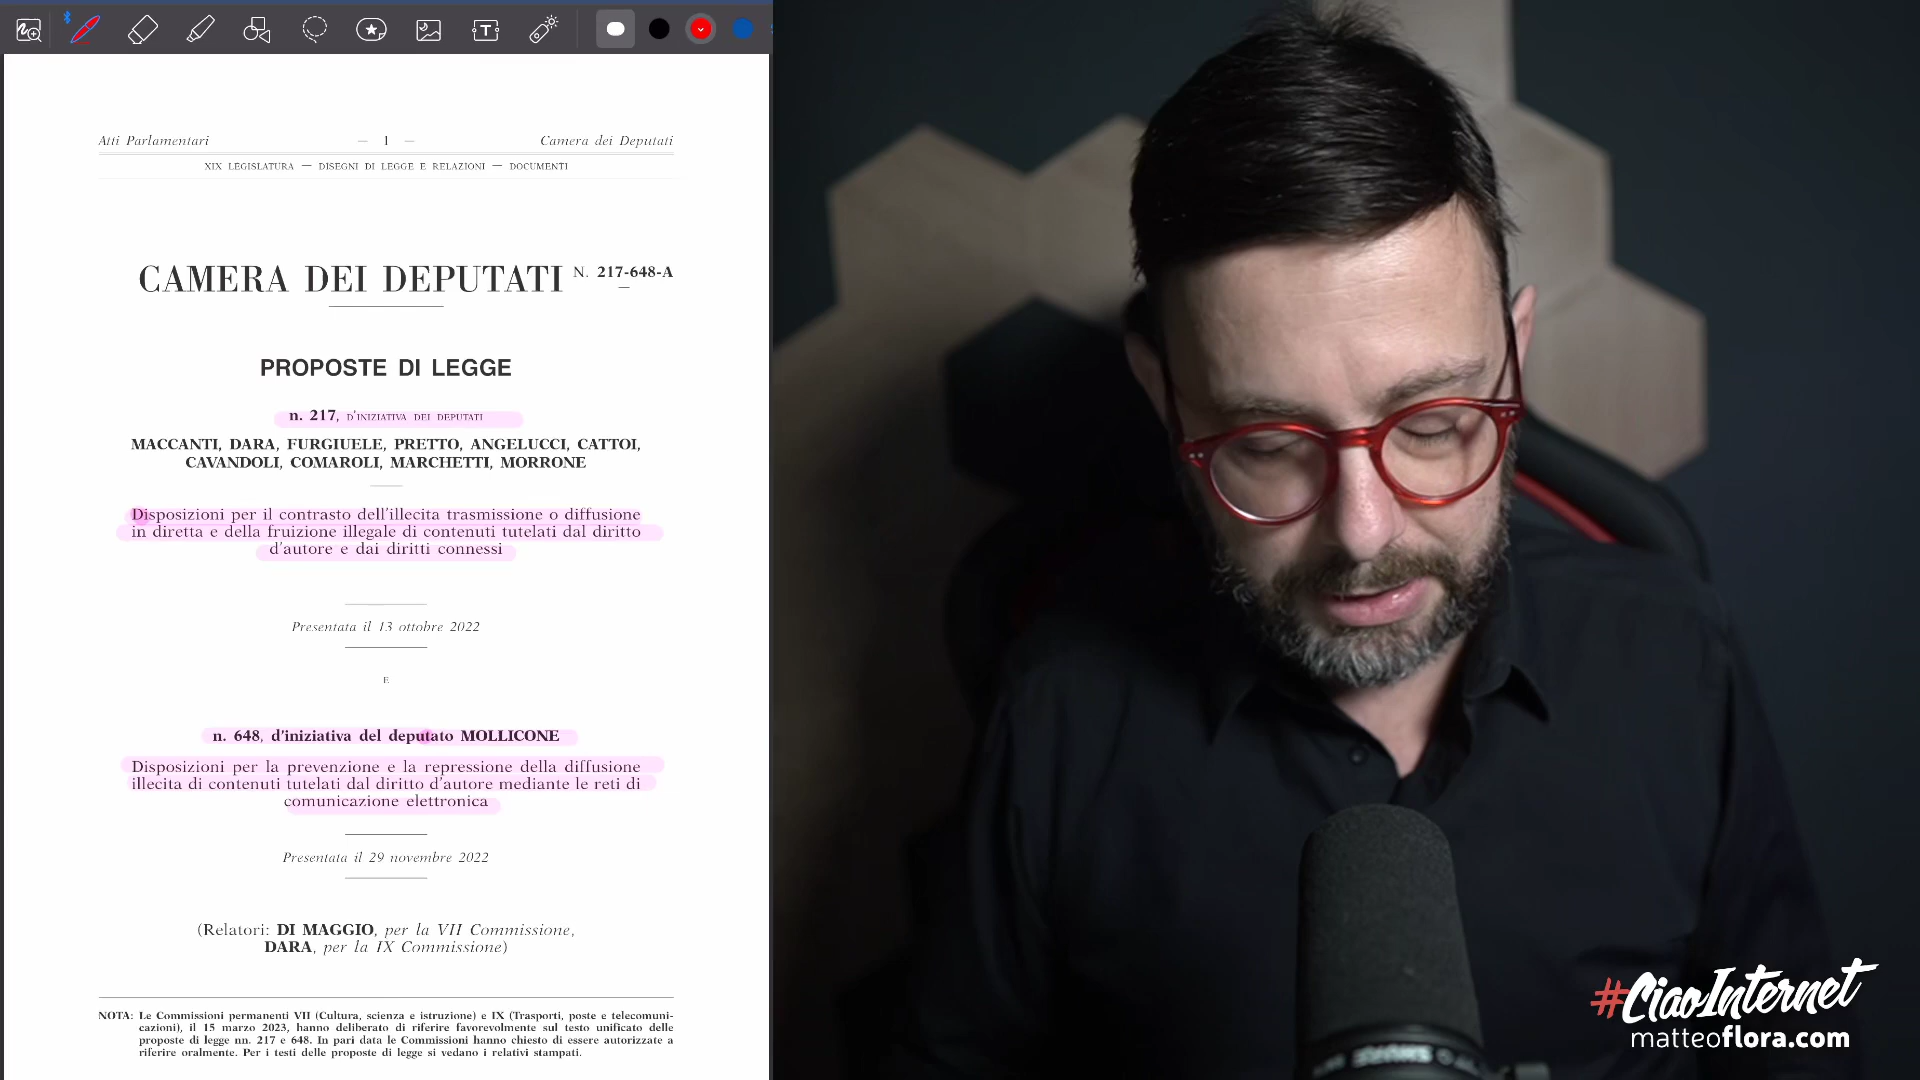 Atti Parlamentari — 1 — Camera dei Deputati
XIX LEGISLATURA — DISEGNI DI LEGGE E RELAZIONI — DOCUMENTI
CAMERA DEI DEPUTATI N. 217-648-A
PROPOSTE DI LEGGE
n. 217, D'INIZIATIVA DEI DEPUTATI
MACCANTI, DARA, FURGIUELE, PRETTO, ANGELUCCI, CATTOI,
CAVANDOLI, COMAROLI, MARCHETTI, MORRONE
Disposizioni per il contrasto dell'illecita trasmissione o diffusione
in diretta e della fruizione illegale di contenuti tutelati dal diritto
d'autore e dai diritti connessi
Presentata il 13 ottobre 2022
E
n. 648, d'iniziativa del deputato MOLLICONE
Disposizioni per la prevenzione e la repressione della diffusione
illecita di contenuti tutelati dal diritto d'autore mediante le reti di
comunicazione elettronica
Presentata il 29 novembre 2022
(Relatori: DI MAGGIO, per la VII Commissione,
DARA, per la IX Commissione)
NOTA: Le Commissioni permanenti VII (Cultura, scienza e istruzione) e IX (Trasporti, poste e telecomuni-
cazioni), il 15 marzo 2023, hanno deliberato di riferire favorevolmente sul testo unificato delle
proposte di legge nn. 217 e 648. In pari data le Commissioni hanno chiesto di essere autorizzate a
riferire oralmente. Per i testi delle proposte di legge si vedano i relativi stampati.
#CiaoInternet
matteoflora.com